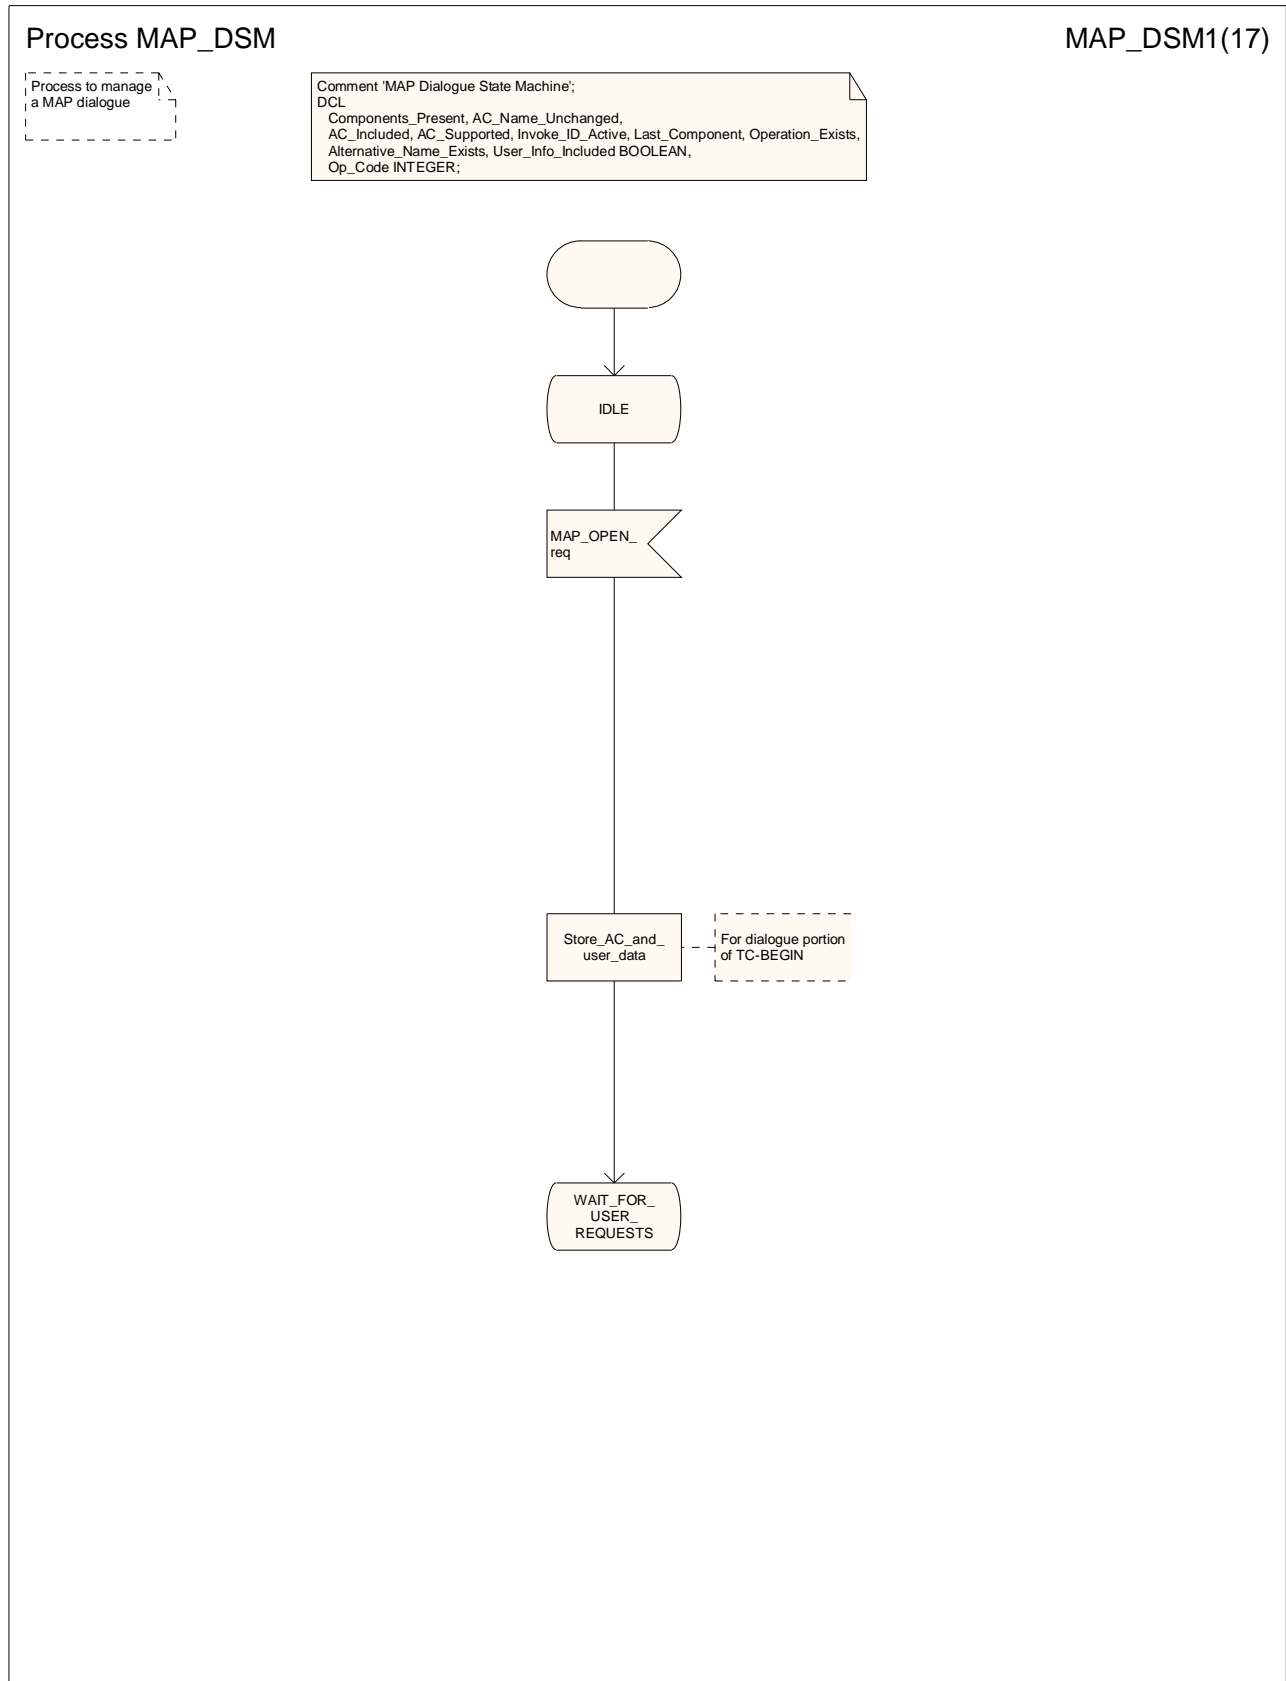 Process MAP_DSM
MAP_DSM1(17)
Process to manage
a MAP dialogue
Comment 'MAP Dialogue State Machine';
DCL
Components_Present, AC_Name_Unchanged,
AC_Included, AC_Supported, Invoke_ID_Active, Last_Component, Operation_Exists,
Alternative_Name_Exists, User_Info_Included BOOLEAN,
Op_Code INTEGER;
IDLE
MAP_OPEN_
req
Store_AC_and_
user_data
For dialogue portion
of TC-BEGIN
WAIT_FOR_
USER_
REQUESTS